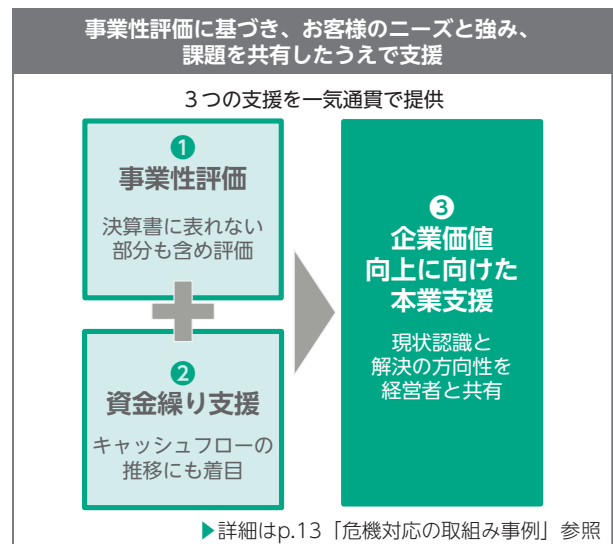 事業性評価に基づき、お客様のニーズと強み、
課題を共有したうえで支援
3つの支援を一気通貫で提供
❶
事業性評価
決算書に表れない
部分も含め評価
❷
資金繰り支援
キャッシュフローの
推移にも着目
❸
企業価値
向上に向けた
本業支援
現状認識と
解決の方向性を
経営者と共有
▶詳細はp.13「危機対応の取組み事例」参照